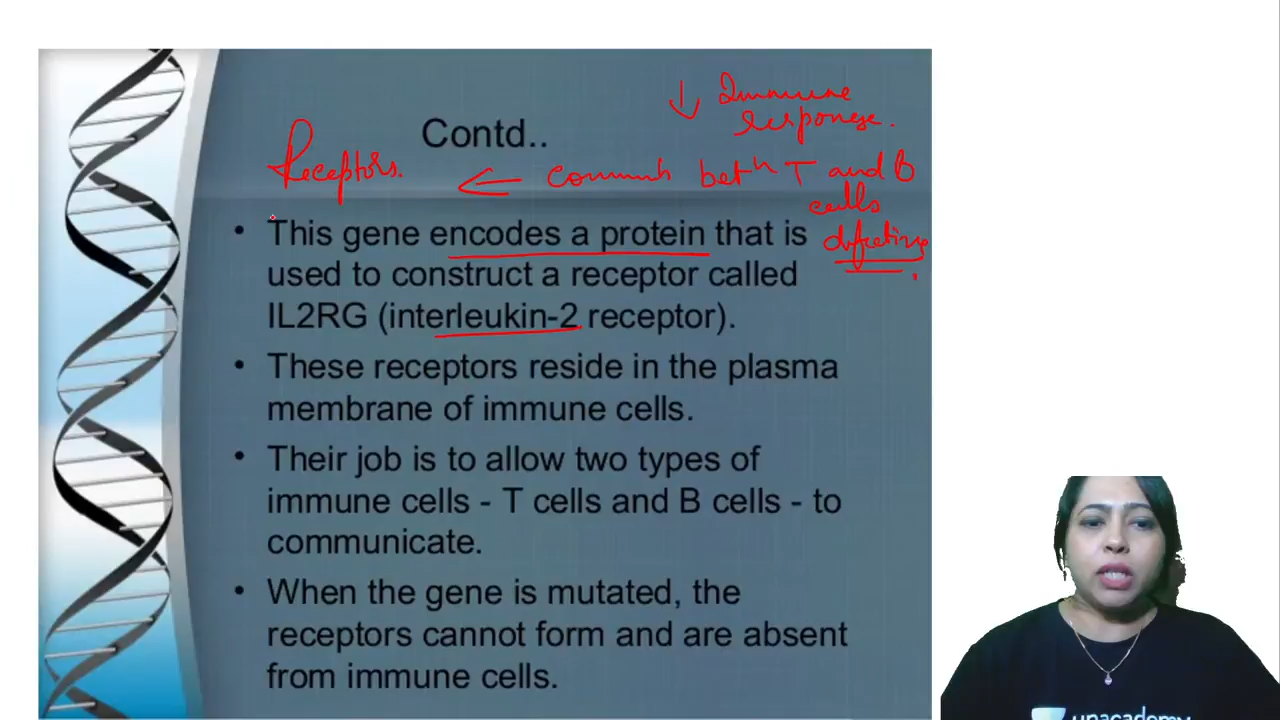 ↓ Immune
response.
Contd..
Receptors.
← commn betn T and B
cells
defective.
• This gene encodes a protein that is
used to construct a receptor called
IL2RG (interleukin-2 receptor).
• These receptors reside in the plasma
membrane of immune cells.
• Their job is to allow two types of
immune cells - T cells and B cells - to
communicate.
• When the gene is mutated, the
receptors cannot form and are absent
from immune cells.
unacademy